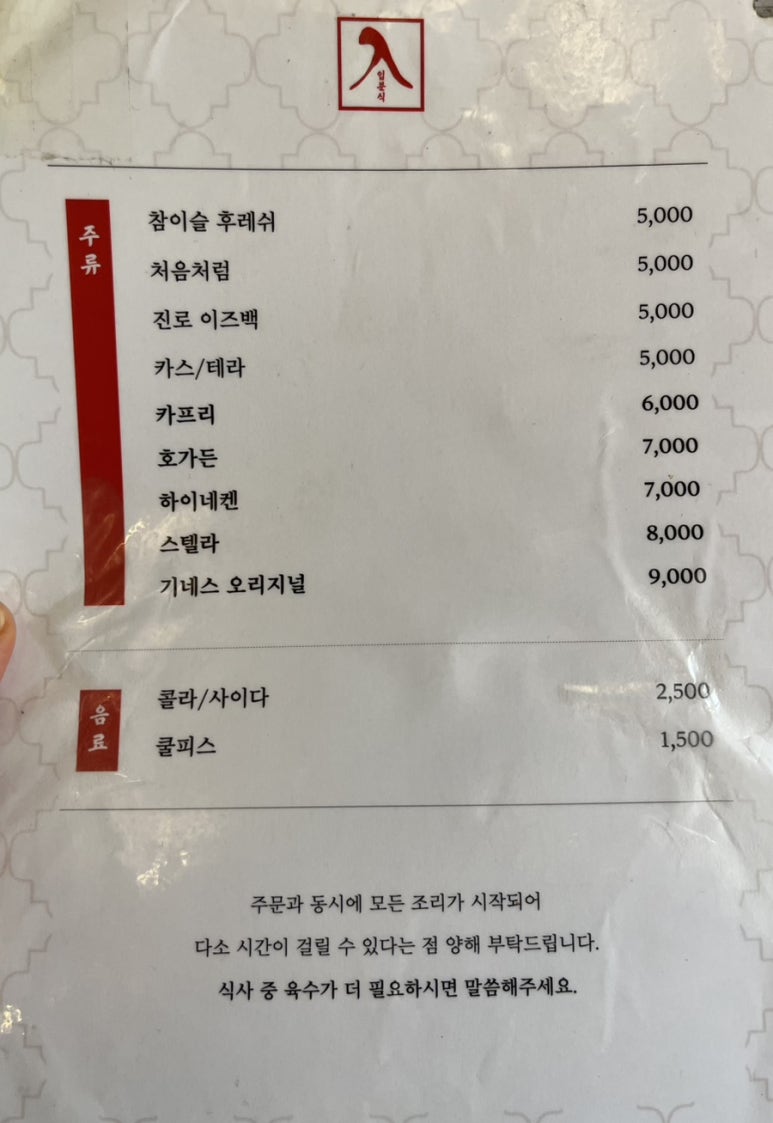 입분식
주류
참이슬 후레쉬 5,000
처음처럼 5,000
진로 이즈백 5,000
카스/테라 5,000
카프리 6,000
호가든 7,000
하이네켄 7,000
스텔라 8,000
기네스 오리지널 9,000
음료
콜라/사이다 2,500
쿨피스 1,500
주문과 동시에 모든 조리가 시작되어
다소 시간이 걸릴 수 있다는 점 양해 부탁드립니다.
식사 중 육수가 더 필요하시면 말씀해주세요.